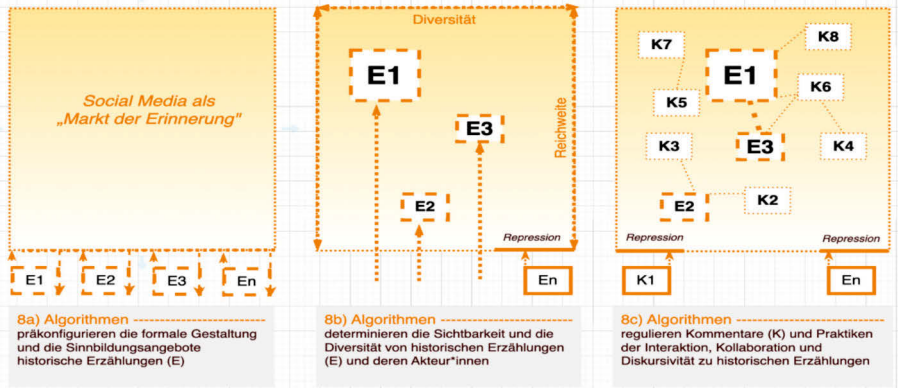 Social Media als
„Markt der Erinnerung"
E1
E2
E3
En
8a) Algorithmen
präkonfigurieren die formale Gestaltung
und die Sinnbildungsangebote
historische Erzählungen (E)
Diversität
Reichweite
E1
E3
E2
Repression
En
8b) Algorithmen
determinieren die Sichtbarkeit und die
Diversität von historischen Erzählungen
(E) und deren Akteur*innen
K7
K8
E1
K6
K5
K3
E3
K4
E2
K2
Repression
Repression
K1
En
8c) Algorithmen
regulieren Kommentare (K) und Praktiken
der Interaktion, Kollaboration und
Diskursivität zu historischen Erzählungen